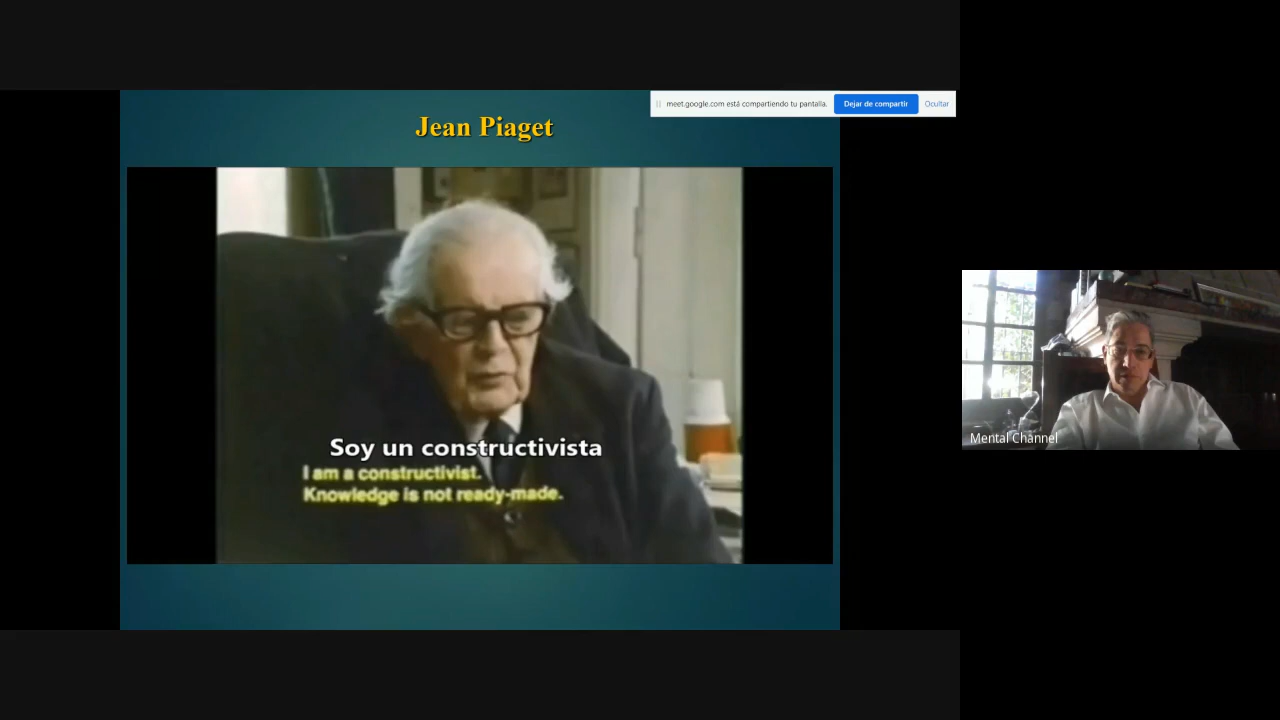 meet.google.com está compartiendo tu pantalla.
Dejar de compartir
Ocultar
Jean Piaget
Soy un constructivista
I am a constructivist.
Knowledge is not ready-made.
Mental Channel